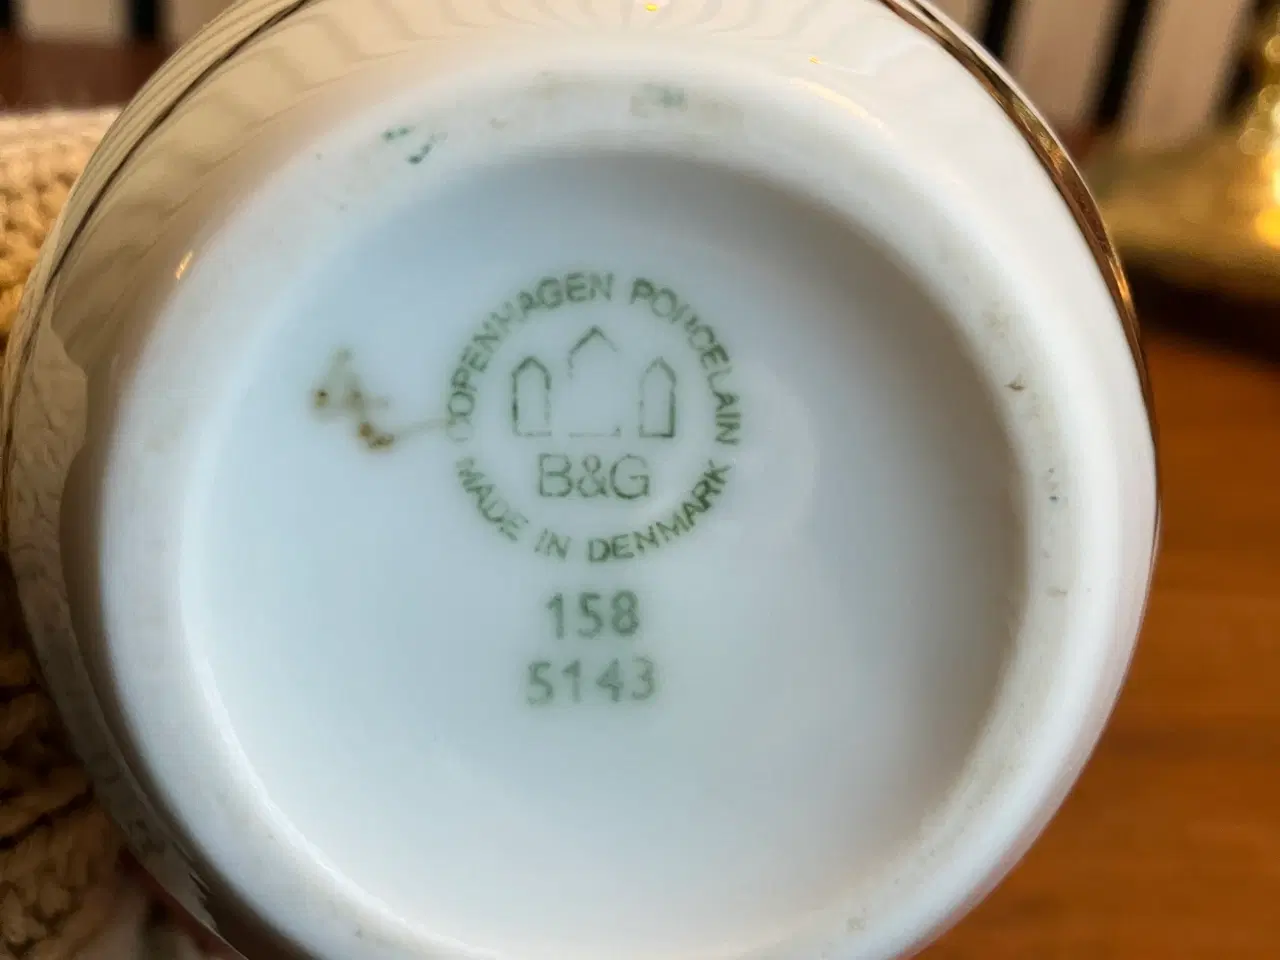 COPENHAGEN PORCELAIN
B&G
MADE IN DENMARK
158
5143